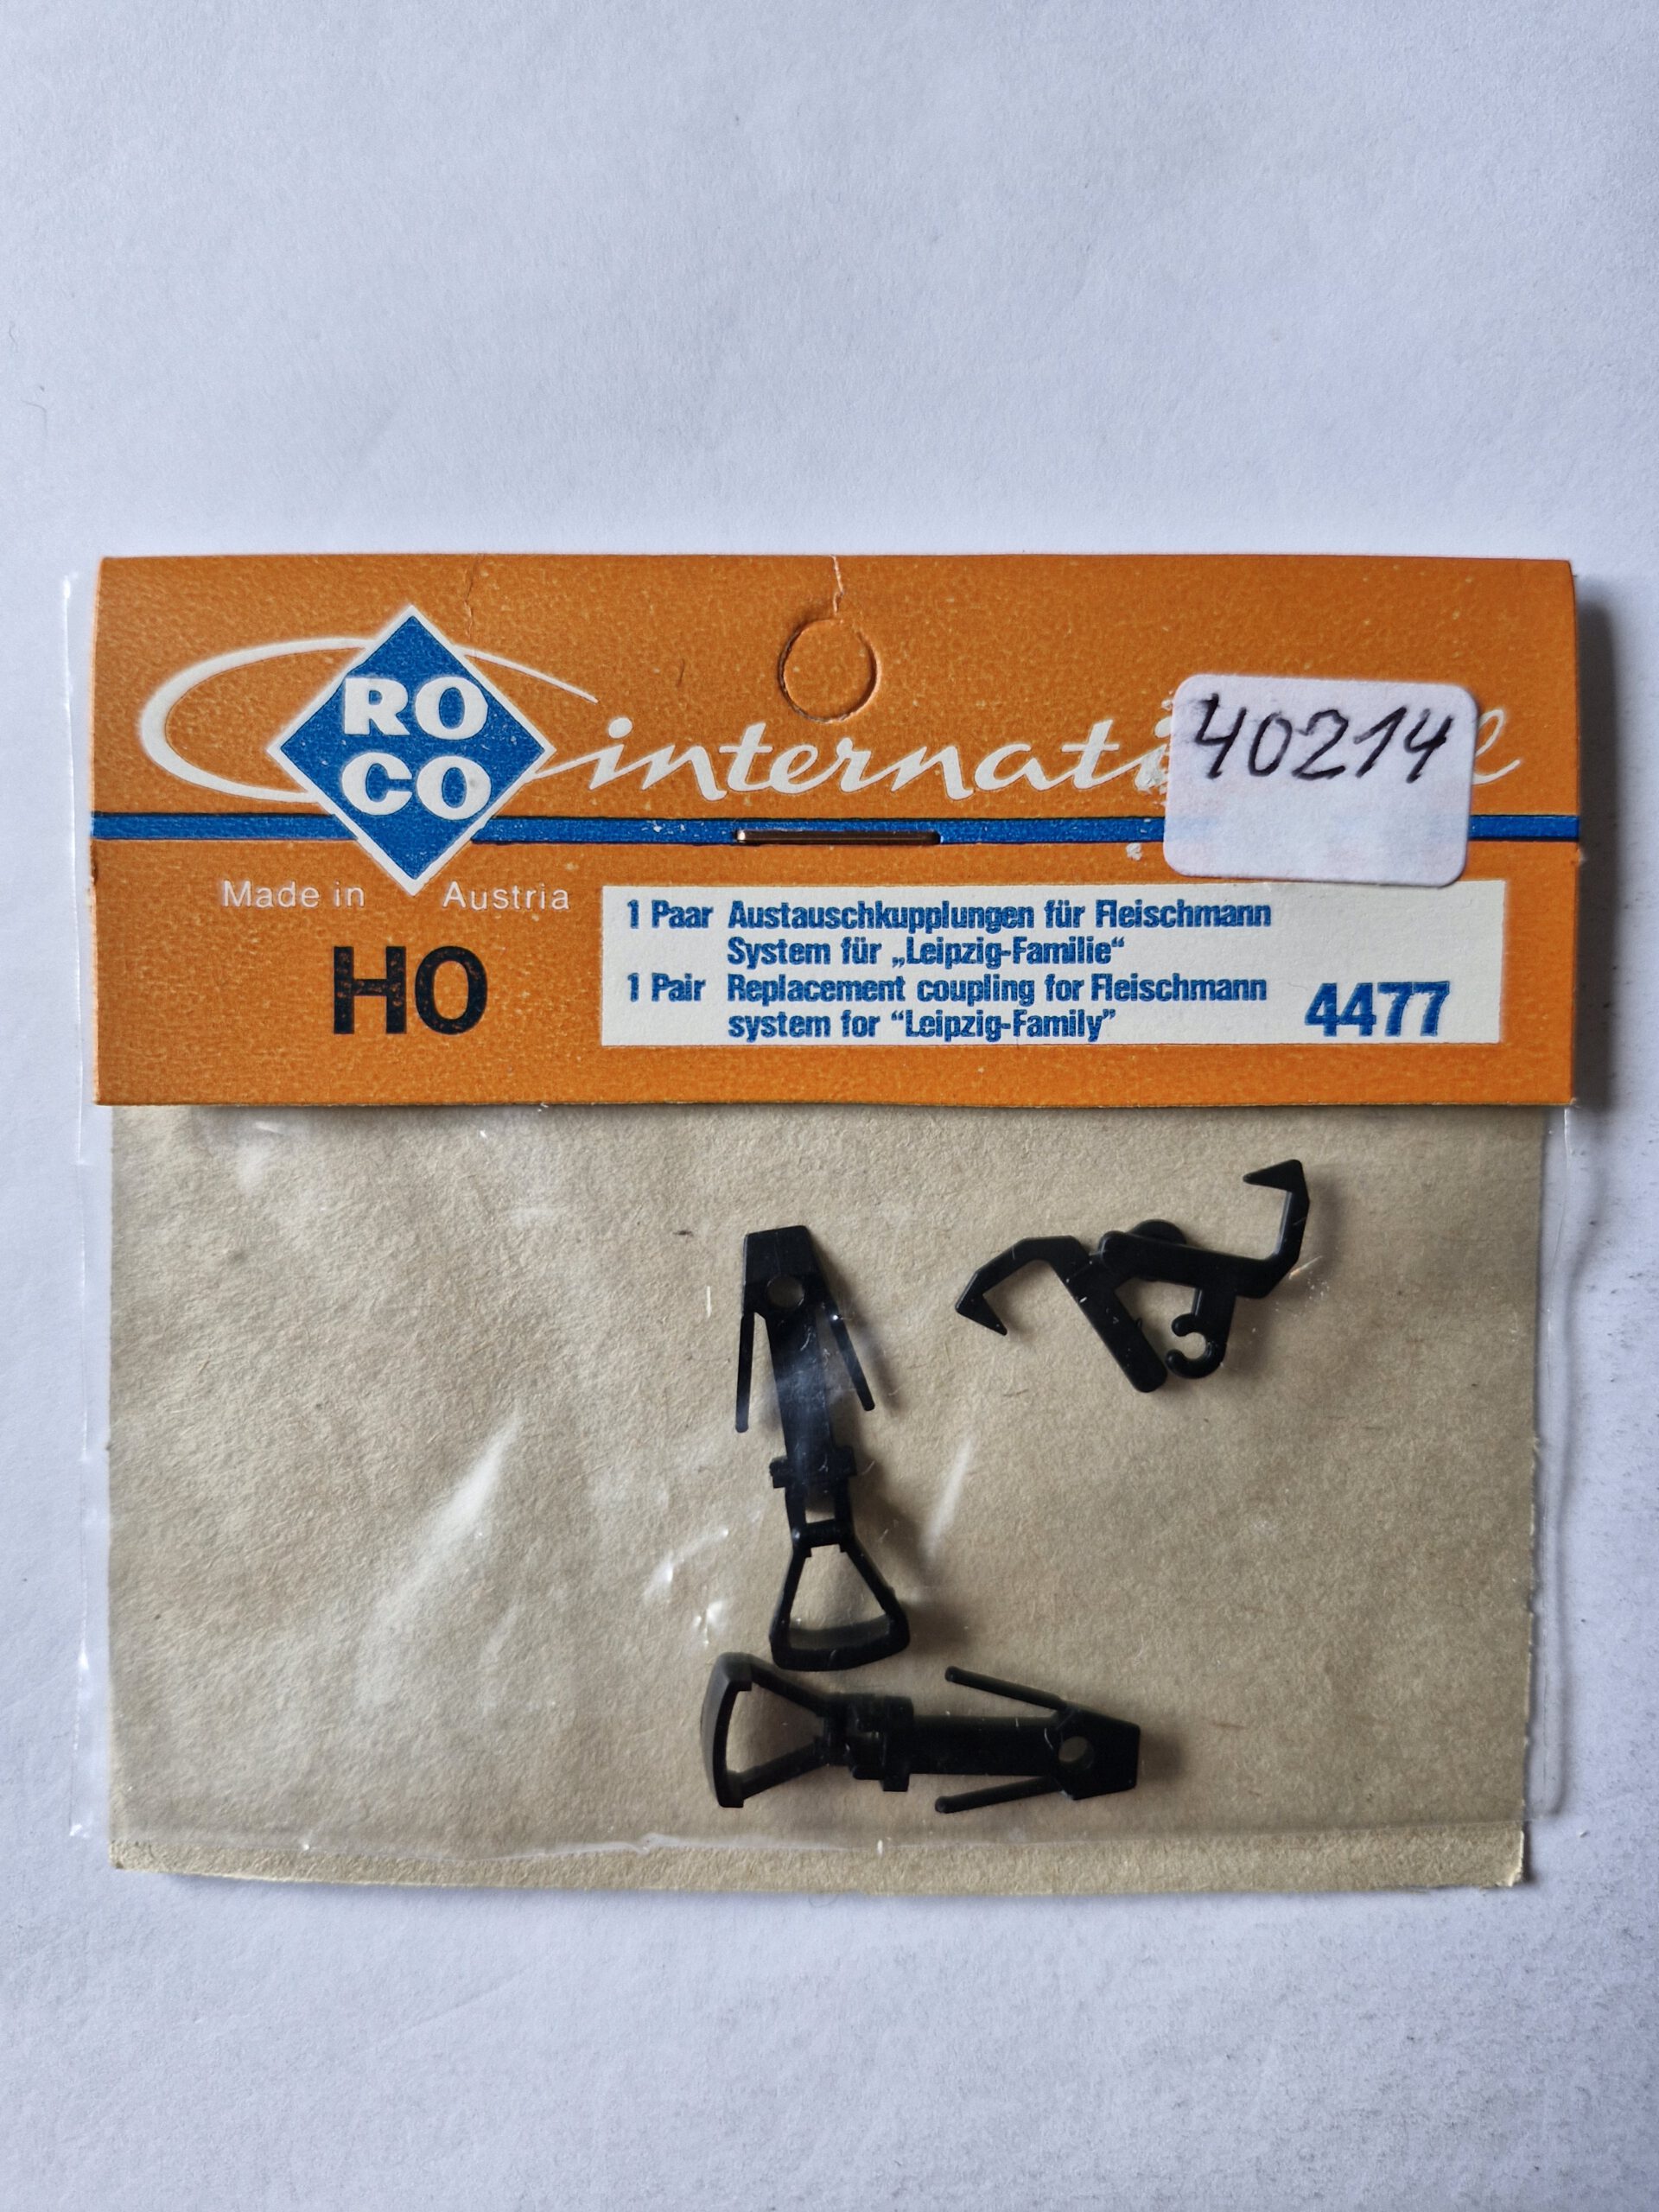 RO
CO
internati
40214
Made in Austria
HO
1 Paar Austauschkupplungen für Fleischmann
System für „Leipzig-Familie“
1 Pair Replacement coupling for Fleischmann
system for “Leipzig-Family”
4477